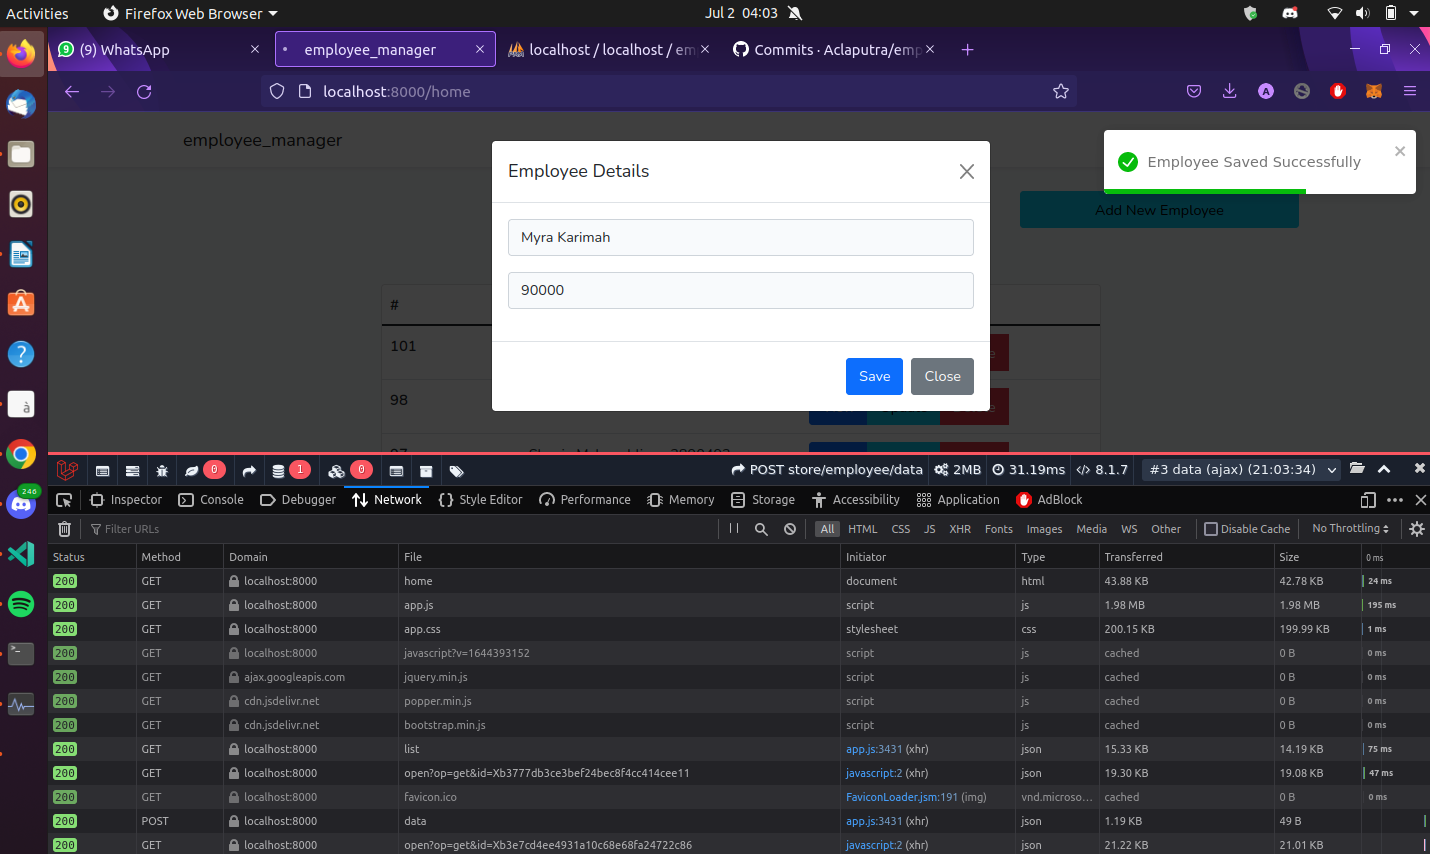 Activities Firefox Web Browser Jul 2 04:03
(9) WhatsApp employee_manager localhost / localhost / em Commits · Aclaputra/emp
localhost:8000/home
employee_manager
Employee Saved Successfully
Add New Employee
Employee Details
Myra Karimah
90000
Save Close
#
101
98
0 1 0 POST store/employee/data 2MB 31.19ms 8.1.7 #3 data (ajax) (21:03:34)
Inspector Console Debugger Network Style Editor Performance Memory Storage Accessibility Application AdBlock
Filter URLs All HTML CSS JS XHR Fonts Images Media WS Other Disable Cache No Throttling
Status Method Domain File Initiator Type Transferred Size 0 ms
200 GET localhost:8000 home document html 43.88 KB 42.78 KB 24 ms
200 GET localhost:8000 app.js script js 1.98 MB 1.98 MB 195 ms
200 GET localhost:8000 app.css stylesheet css 200.15 KB 199.99 KB 1 ms
200 GET localhost:8000 javascript?v=1644393152 script js cached 0 B 0 ms
200 GET ajax.googleapis.com jquery.min.js script js cached 0 B 0 ms
200 GET cdn.jsdelivr.net popper.min.js script js cached 0 B 0 ms
200 GET cdn.jsdelivr.net bootstrap.min.js script js cached 0 B 0 ms
200 GET localhost:8000 list app.js:3431 (xhr) json 15.33 KB 14.19 KB 75 ms
200 GET localhost:8000 open?op=get&id=Xb3777db3ce3bef24bec8f4cc414cee11 javascript:2 (xhr) json 19.30 KB 19.08 KB 47 ms
200 GET localhost:8000 favicon.ico FaviconLoader.jsm:191 (img) vnd.microso… cached 0 B 0 ms
200 POST localhost:8000 data app.js:3431 (xhr) json 1.19 KB 49 B
200 GET localhost:8000 open?op=get&id=Xb3e7cd4ee4931a10c68e68fa24722c86 javascript:2 (xhr) json 21.22 KB 21.01 KB